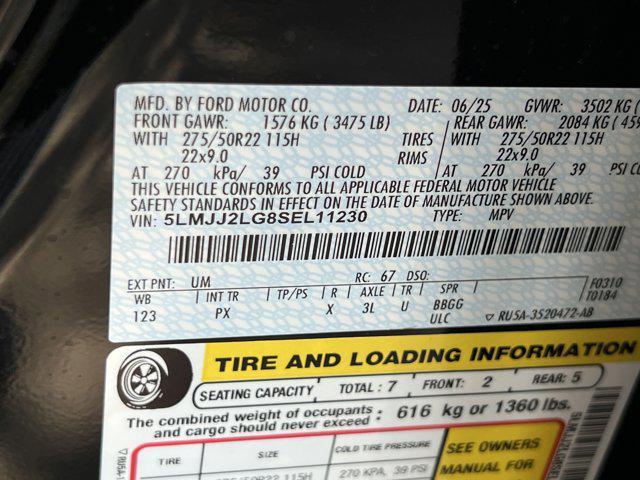 MFD. BY FORD MOTOR CO. DATE: 06/25 GVWR: 3502 KG (
FRONT GAWR: 1576 KG ( 3475 LB) REAR GAWR: 2084 KG ( 459
WITH 275/50R22 115H TIRES WITH 275/50R22 115H
22x9.0 RIMS 22x9.0
AT 270 kPa/ 39 PSI COLD AT 270 kPa/ 39
THIS VEHICLE CONFORMS TO ALL APPLICABLE FEDERAL MOTOR VEHICLE
SAFETY STANDARDS IN EFFECT ON THE DATE OF MANUFACTURE SHOWN ABOVE.
VIN: 5LMJJ2LG8SEL11230 TYPE: MPV
EXT PNT: UM RC: 67 DSO: F0310
WB INT TR TP/PS R AXLE TR SPR T0184
123 PX X 3L U BBGG
ULC ▽ RU5A-3520472-AB
TIRE AND LOADING INFORMATION
SEATING CAPACITY TOTAL: 7 FRONT: 2 REAR: 5
The combined weight of occupants : 616 kg or 1360 lbs.
and cargo should never exceed
TIRE SIZE COLD TIRE PRESSURE SEE OWNERS
275/50R22 115H 270 KPA, 39 PSI MANUAL FOR